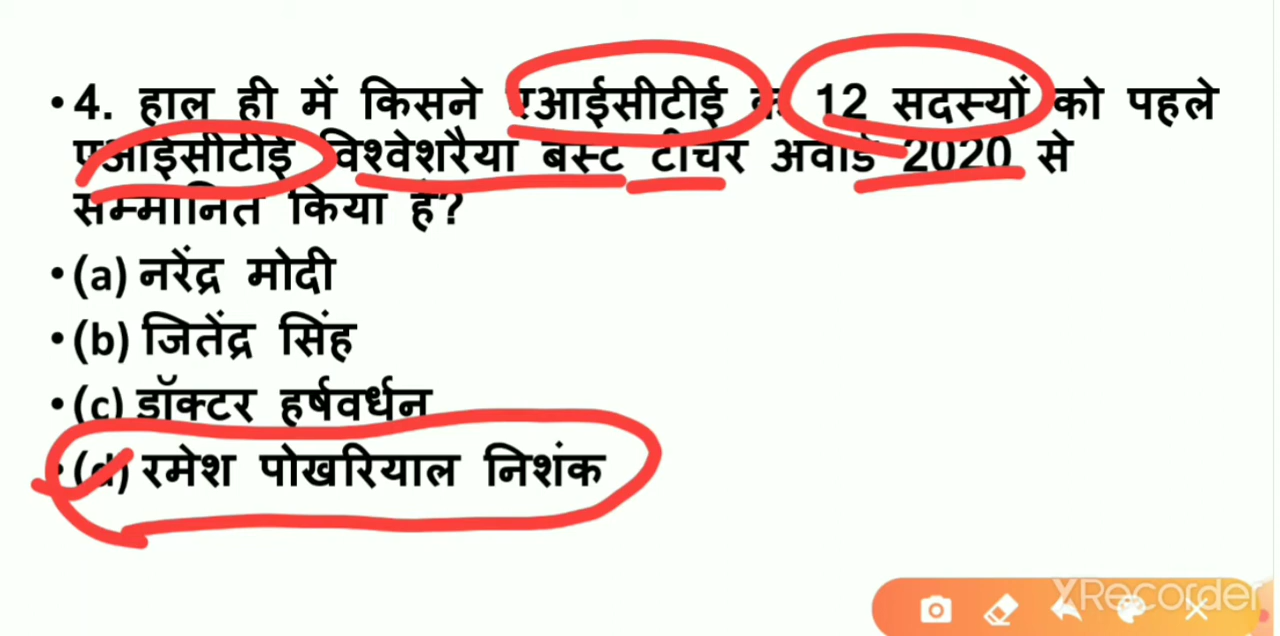 •4. हाल ही में किसने एआईसीटीई के 12 सदस्यों को पहले
एआईसीटीई विश्वेशरैया बेस्ट टीचर अवार्ड 2020 से
सम्मानित किया है?
•(a) नरेंद्र मोदी
•(b) जितेंद्र सिंह
•(c) डॉक्टर हर्षवर्धन
•(d) रमेश पोखरियाल निशंक
XRecorder